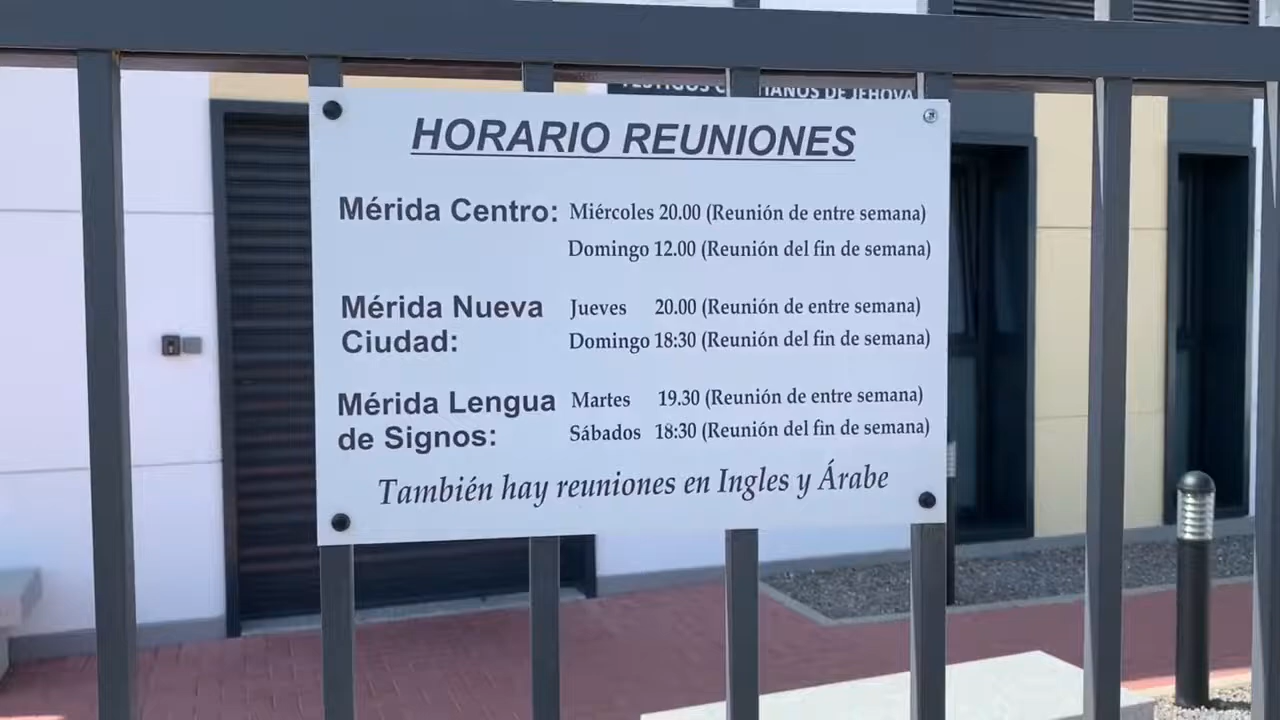 DE JEHOVA
HORARIO REUNIONES
Mérida Centro: Miércoles 20.00 (Reunión de entre semana)
Domingo 12.00 (Reunión del fin de semana)
Mérida Nueva Jueves 20.00 (Reunión de entre semana)
Ciudad: Domingo 18:30 (Reunión del fin de semana)
Mérida Lengua Martes 19.30 (Reunión de entre semana)
de Signos: Sábados 18:30 (Reunión del fin de semana)
También hay reuniones en Ingles y Árabe